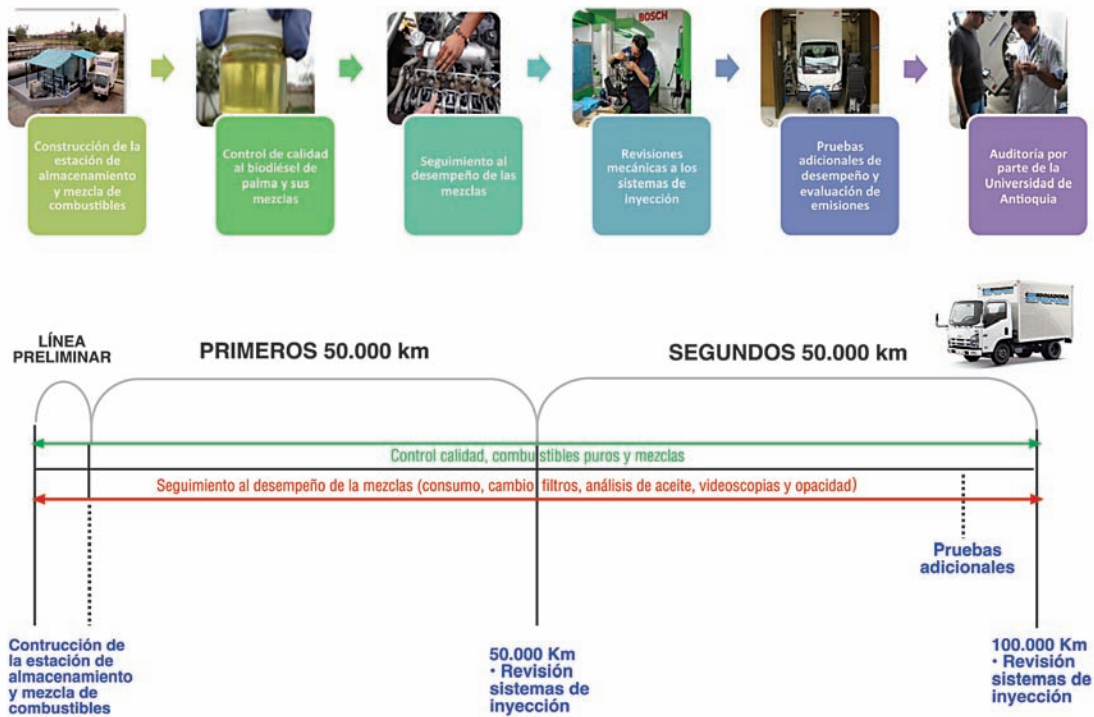 BOSCH
Construcción de la
estación de
almacenamiento
y mezcla de
combustibles
Control de calidad
al biodiésel de
palma y sus
mezclas
Seguimiento al
desempeño de las
mezclas
Revisiones
mecánicas a los
sistemas de
inyección
Pruebas
adicionales de
desempeño y
evaluación de
emisiones
Auditoría por
parte de la
Universidad de
Antioquia
LÍNEA
PRELIMINAR
PRIMEROS 50.000 km
SEGUNDOS 50.000 km
Control calidad, combustibles puros y mezclas
Seguimiento al desempeño de la mezclas (consumo, cambio filtros, análisis de aceite, videoscopias y opacidad)
Pruebas
adicionales
Contrucción de
la estación de
almacenamiento
y mezcla de
combustibles
50.000 Km
· Revisión
sistemas de
inyección
100.000 Km
· Revisión
sistemas de
inyección